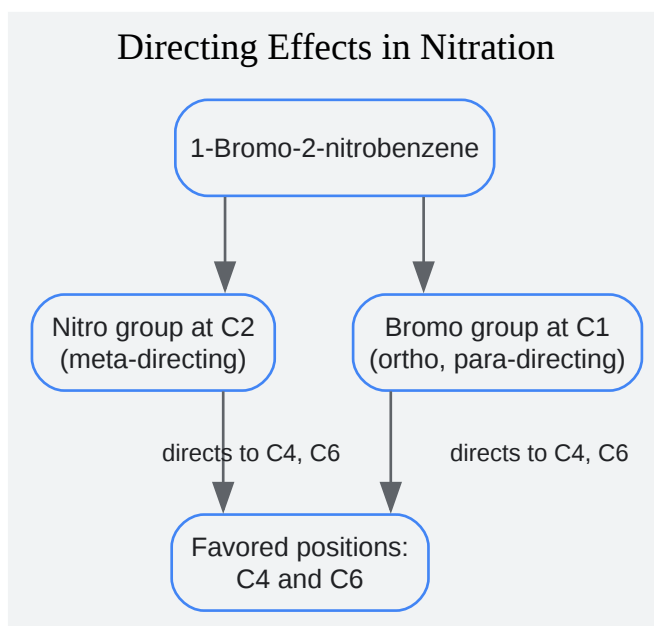 Directing Effects in Nitration
1-Bromo-2-nitrobenzene
Nitro group at C2
(meta-directing)
Bromo group at C1
(ortho, para-directing)
directs to C4, C6
directs to C4, C6
Favored positions:
C4 and C6